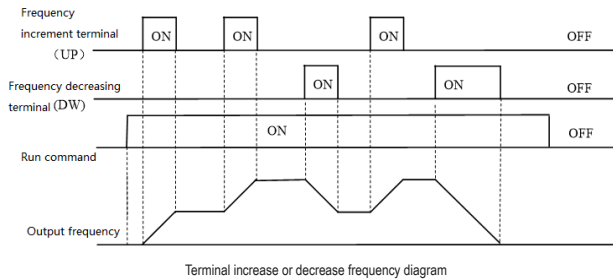 Frequency
increment terminal
(UP)
ON ON ON OFF
Frequency decreasing
terminal (DW)
ON ON OFF
ON OFF
Run command
Output frequency
Terminal increase or decrease frequency diagram